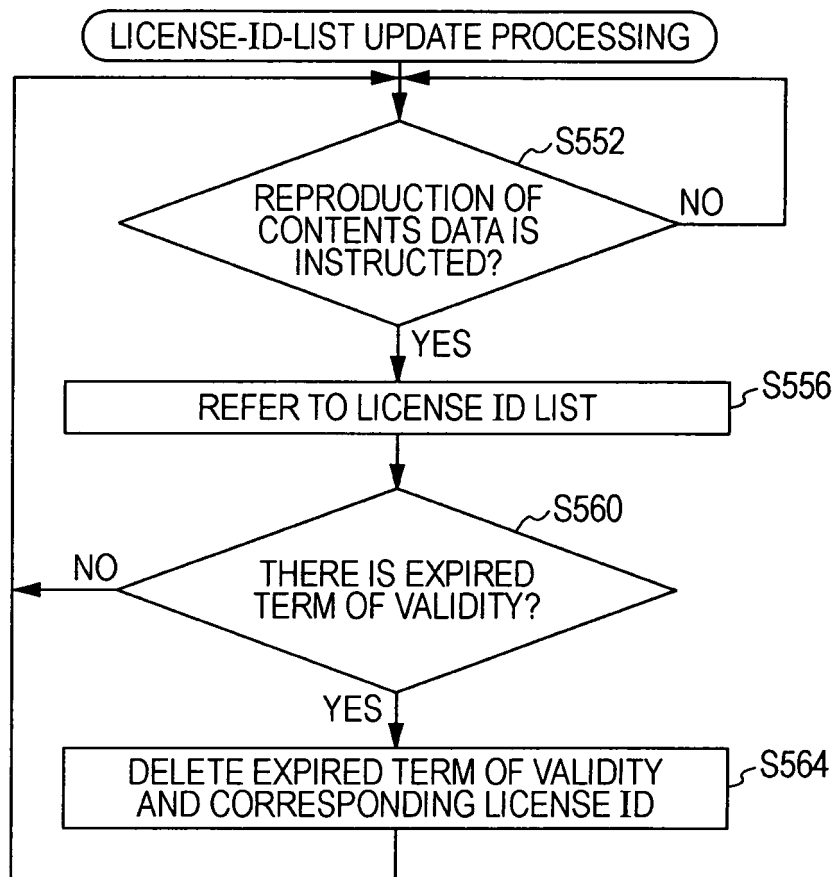 LICENSE-ID-LIST UPDATE PROCESSING
S552
REPRODUCTION OF
CONTENTS DATA IS
INSTRUCTED?
NO
YES
S556
REFER TO LICENSE ID LIST
S560
NO
THERE IS EXPIRED
TERM OF VALIDITY?
YES
S564
DELETE EXPIRED TERM OF VALIDITY
AND CORRESPONDING LICENSE ID